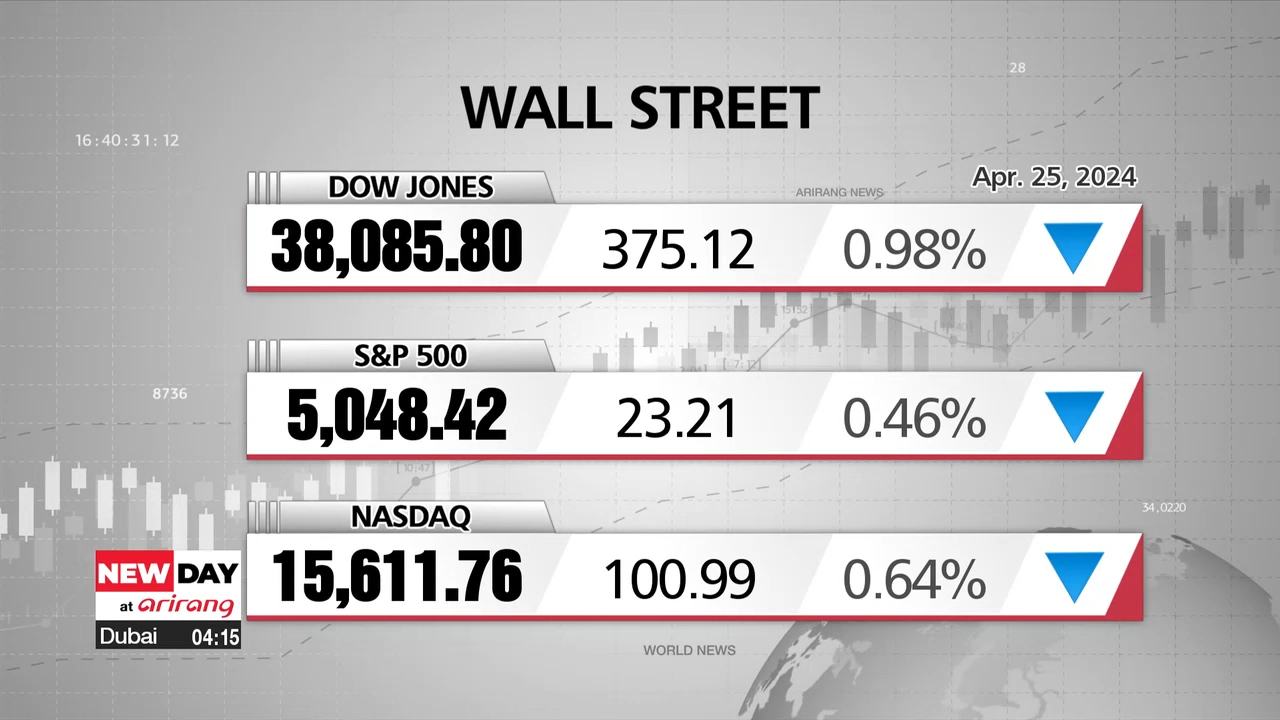 28
WALL STREET
16:40:31:12
Apr. 25, 2024
DOW JONES
ARIRANG NEWS
38,085.80 375.12 0.98%
S&P 500
5,048.42 23.21 0.46%
8736
[10:47]
NASDAQ
34,0220
15,611.76 100.99 0.64%
NEW DAY
at arirang
Dubai 04:15
WORLD NEWS